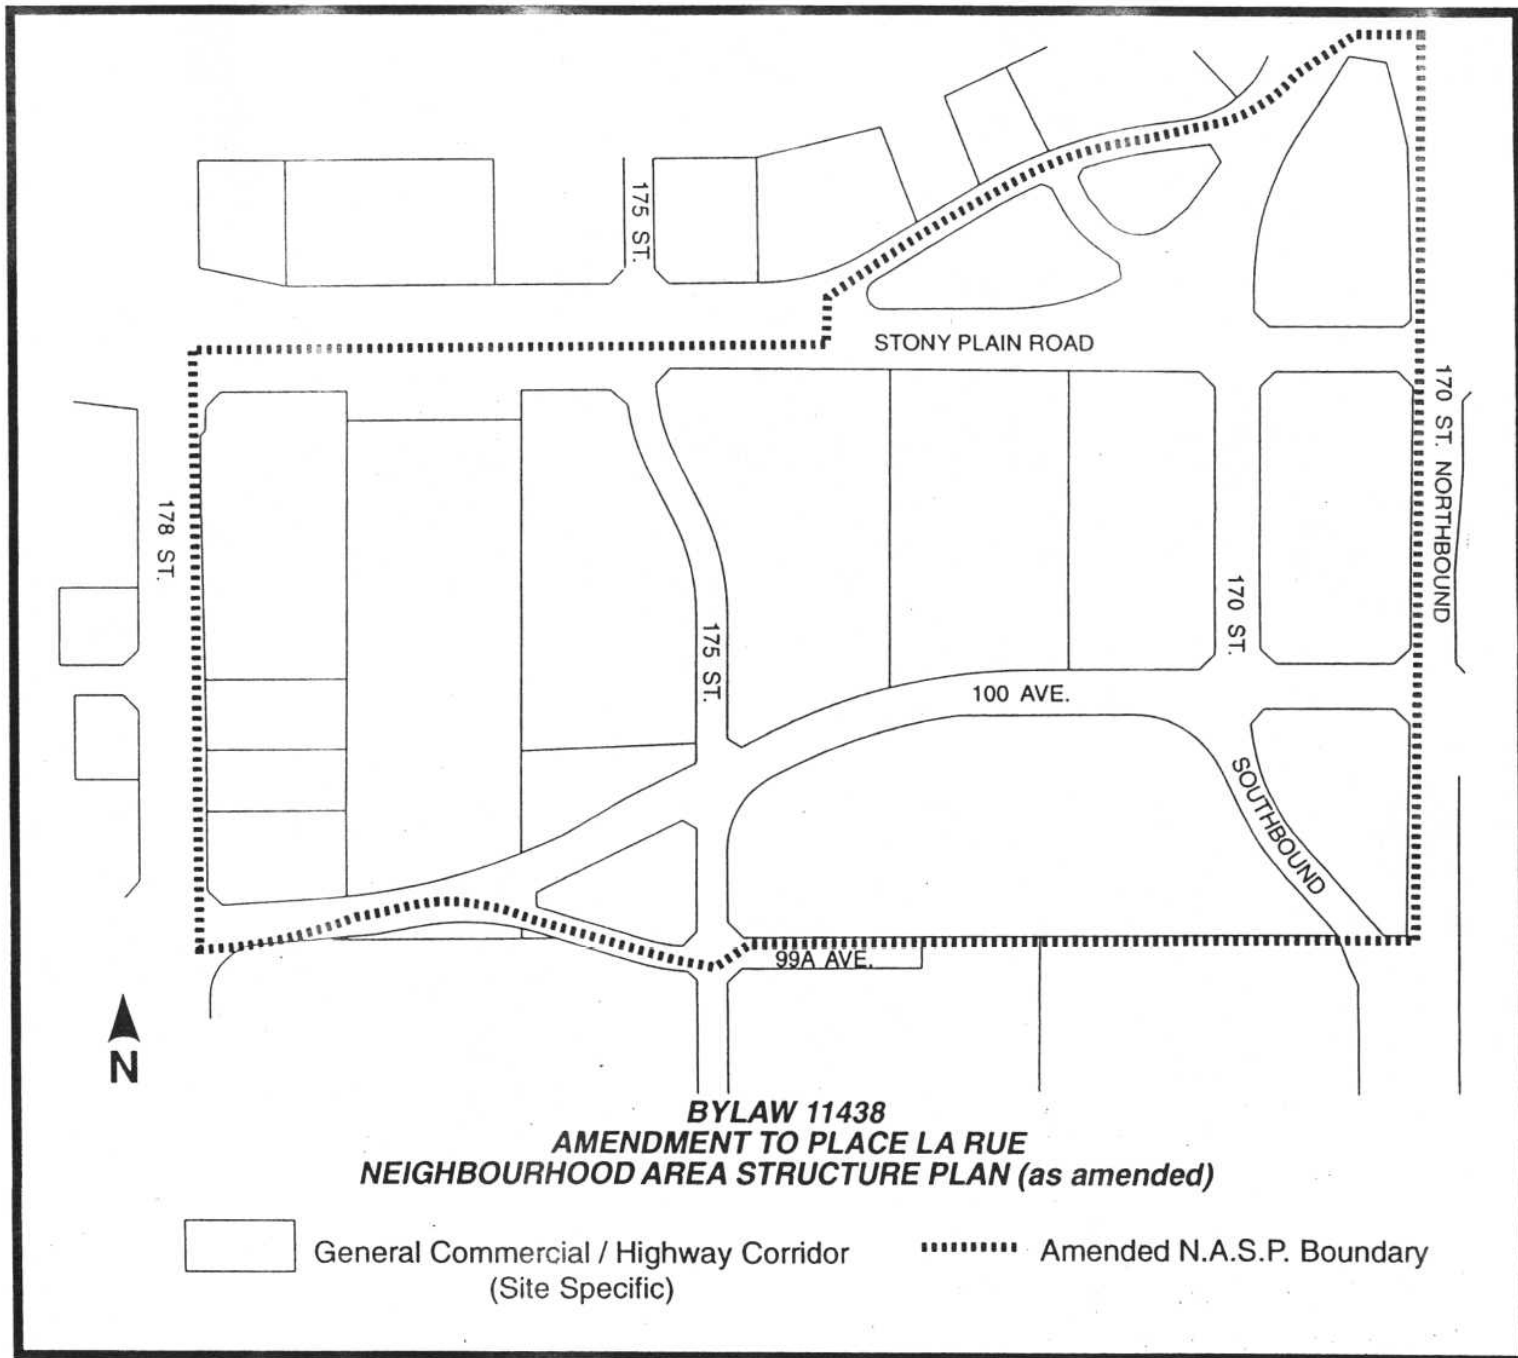 175 ST.
STONY PLAIN ROAD
170 ST. NORTHBOUND
178 ST.
170 ST.
175 ST.
100 AVE.
SOUTHBOUND
99A AVE.
N
BYLAW 11438
AMENDMENT TO PLACE LA RUE
NEIGHBOURHOOD AREA STRUCTURE PLAN (as amended)
General Commercial / Highway Corridor
(Site Specific)
Amended N.A.S.P. Boundary